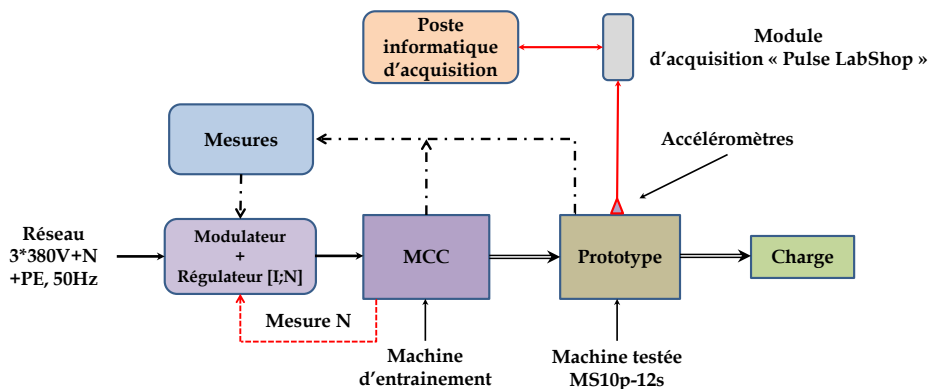 Poste
informatique
d'acquisition
Module
d'acquisition « Pulse LabShop »
Mesures
Accéléromètres
Réseau
3*380V+N
+PE, 50Hz
Modulateur
+
Régulateur [I;N]
MCC
Prototype
Charge
Mesure N
Machine
d'entrainement
Machine testée
MS10p-12s